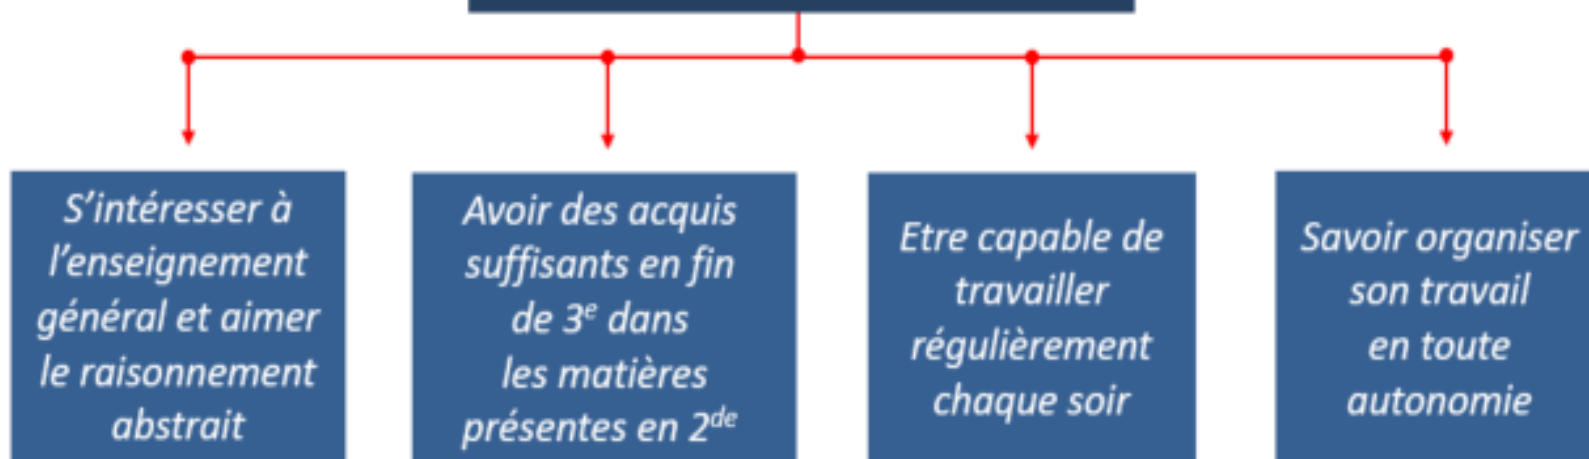 S’intéresser à
l’enseignement
général et aimer
le raisonnement
abstrait
Avoir des acquis
suffisants en fin
de 3e dans
les matières
présentes en 2de
Etre capable de
travailler
régulièrement
chaque soir
Savoir organiser
son travail
en toute
autonomie